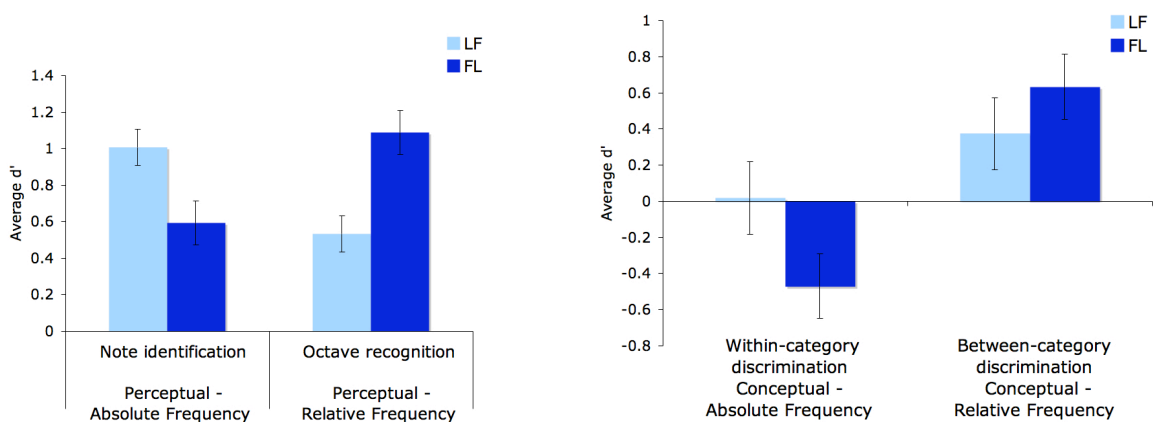 LF
FL
1.4
1.2
1
0.8
0.6
0.4
0.2
0
Average d'
Note identification
Octave recognition
Perceptual -
Absolute Frequency
Perceptual -
Relative Frequency
LF
FL
1
0.8
0.6
0.4
0.2
0
-0.2
-0.4
-0.6
-0.8
Average d'
Within-category
discrimination
Conceptual -
Absolute Frequency
Between-category
discrimination
Conceptual -
Relative Frequency